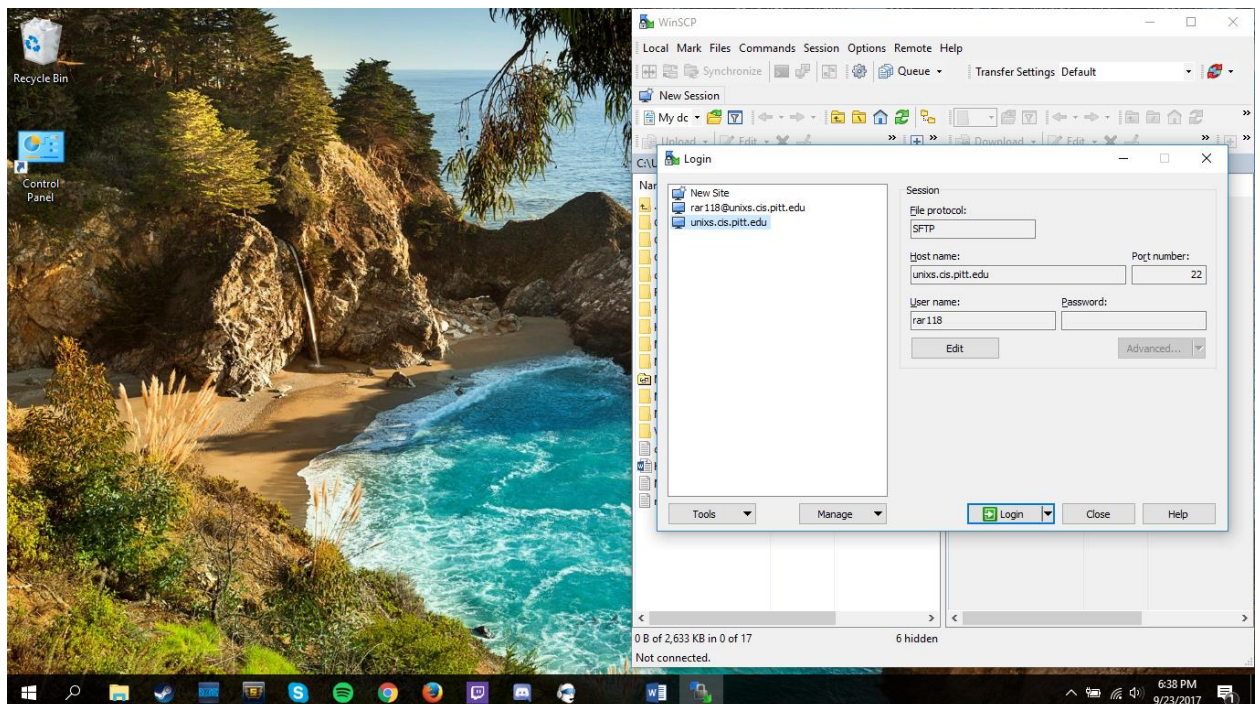 Recycle Bin
Control
Panel
WinSCP
Local Mark Files Commands Session Options Remote Help
Synchronize Queue Transfer Settings Default
New Session
My dc
Upload Edit Download Edit
C:\U
Login
Nar
New Site
rar118@unixs.cis.pitt.edu
unixs.cis.pitt.edu
Session
File protocol:
SFTP
Host name: Port number:
unixs.cis.pitt.edu 22
User name: Password:
rar118
Edit Advanced...
Tools Manage Login Close Help
0 B of 2,633 KB in 0 of 17 6 hidden
Not connected.
6:38 PM
9/23/2017